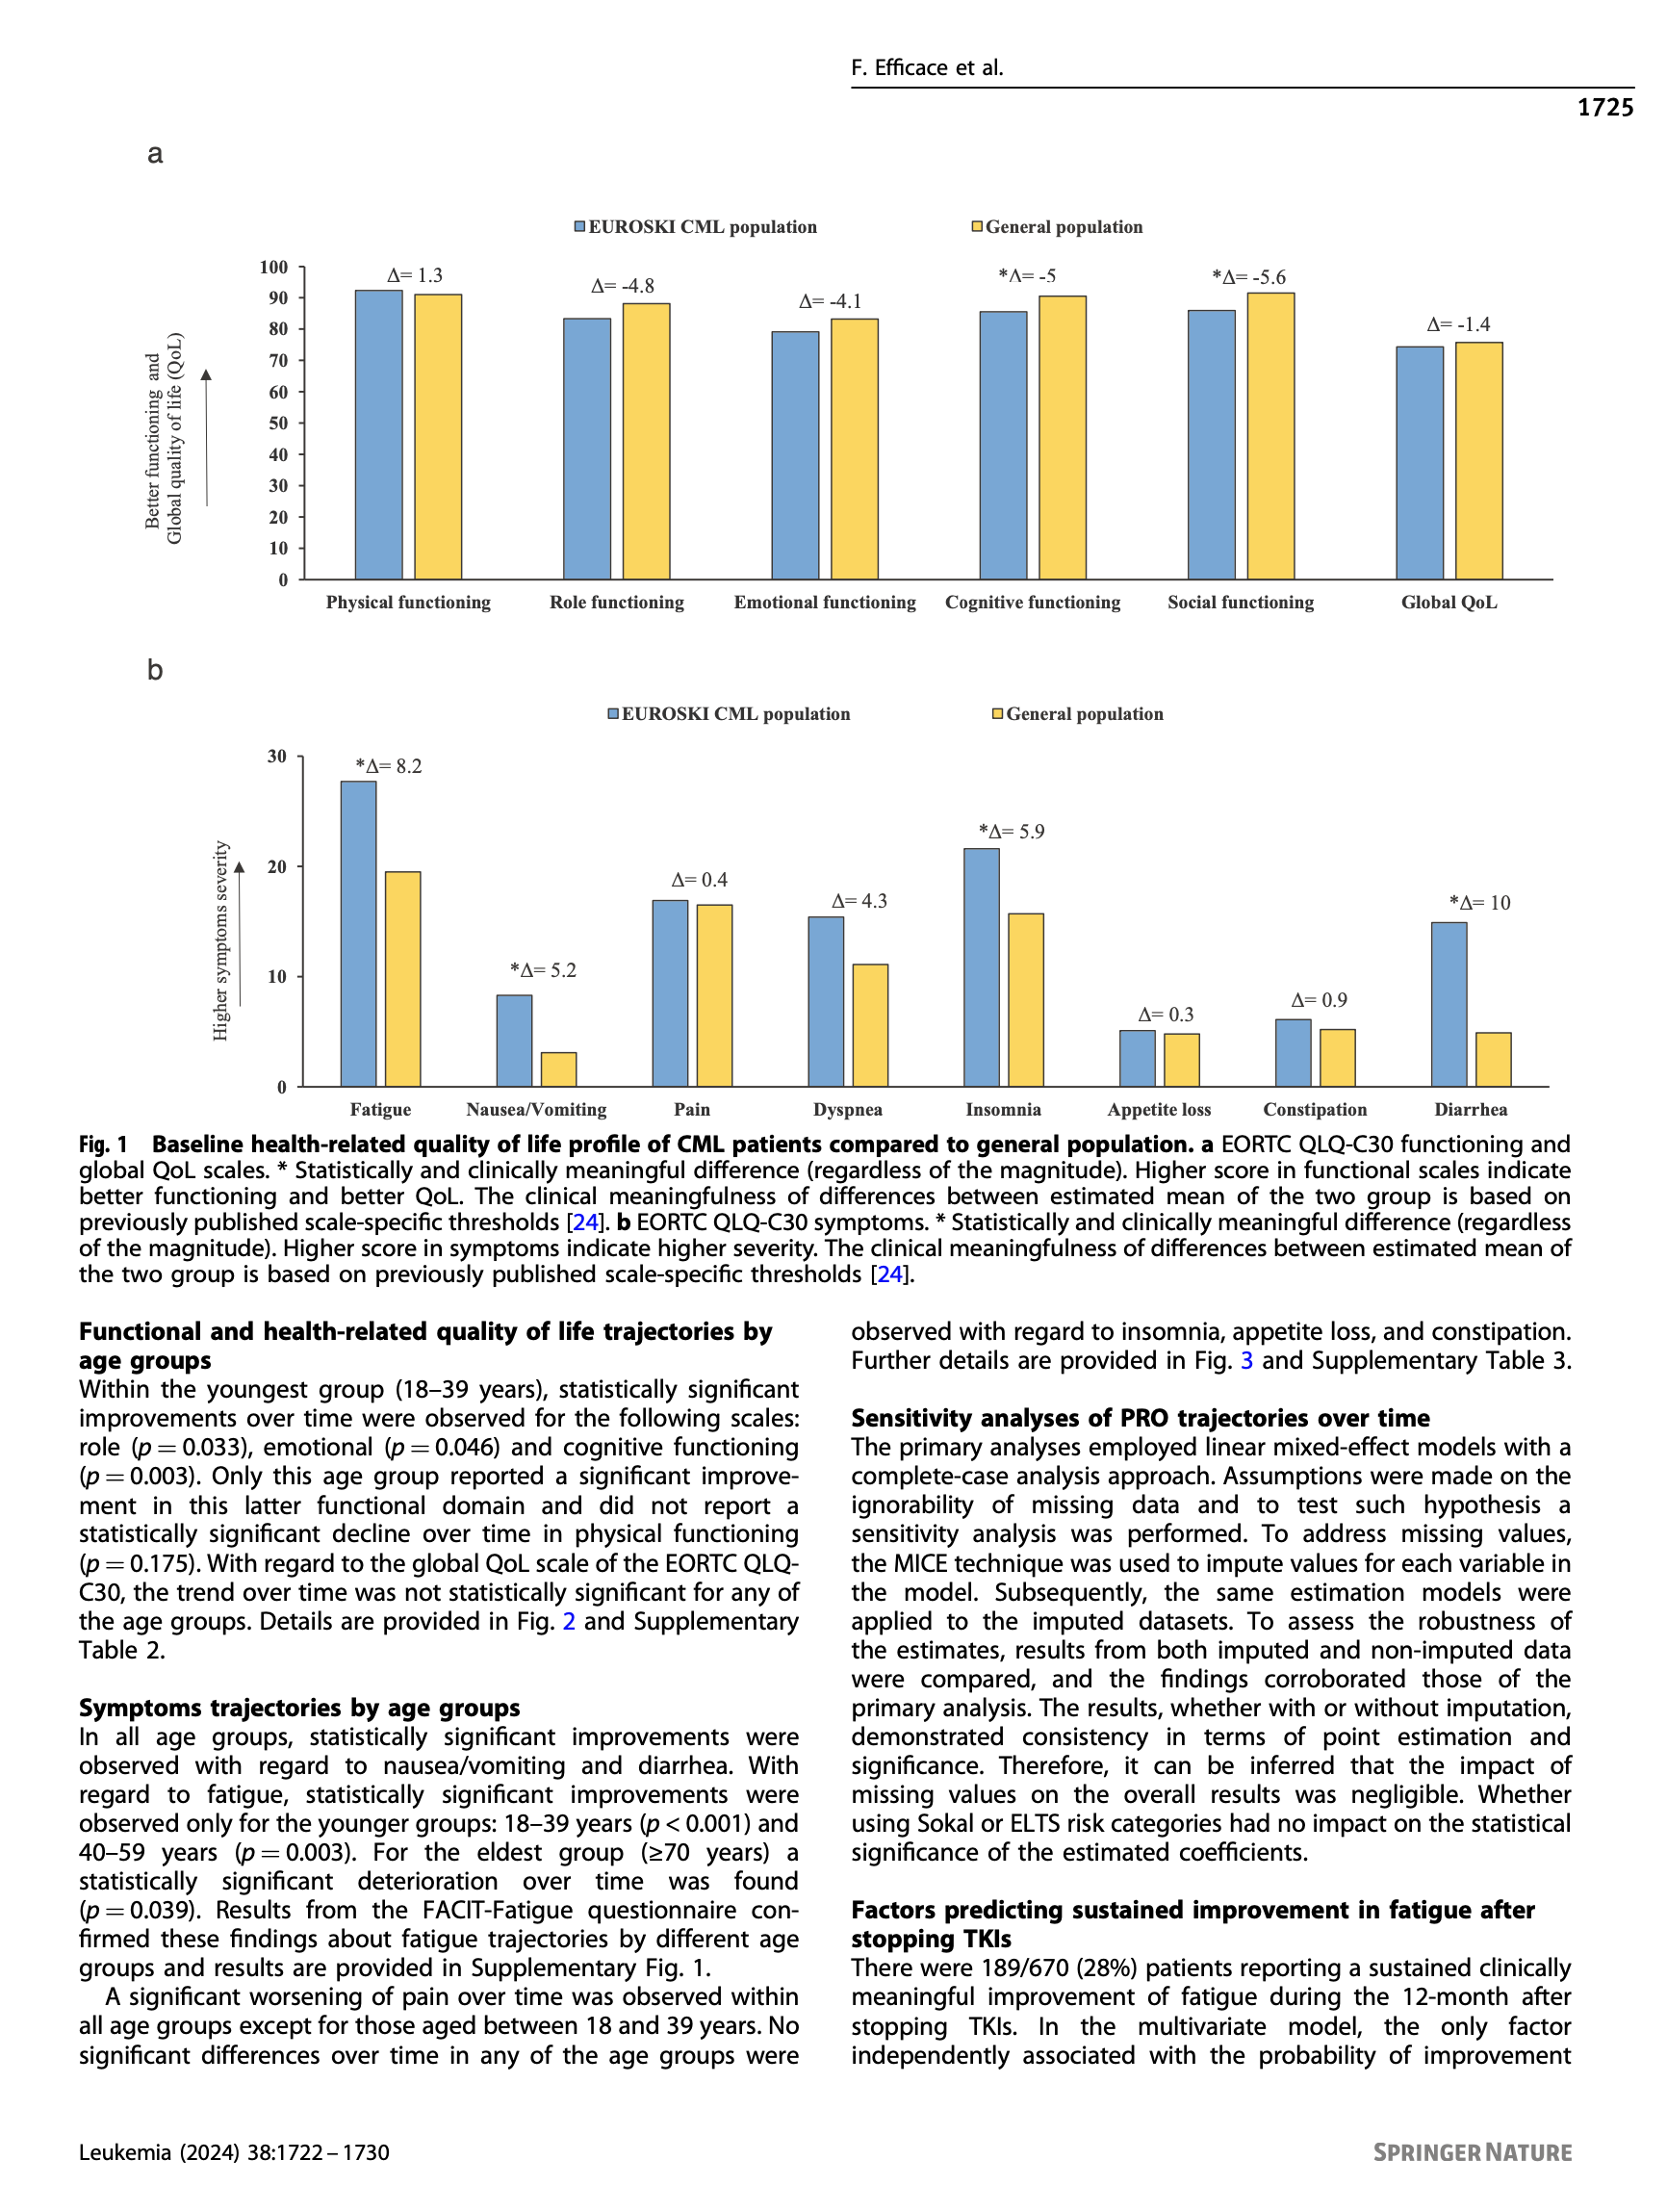 F. Efficace et al.
1725
a
EUROSKI CML population
General population
Better functioning and
Global quality of life (QoL)
100
90
80
70
60
50
40
30
20
10
0
Δ= 1.3
Δ= -4.8
Δ= -4.1
*Δ= -5
*Δ= -5.6
Δ= -1.4
Physical functioning
Role functioning
Emotional functioning
Cognitive functioning
Social functioning
Global QoL
b
EUROSKI CML population
General population
Higher symptoms severity
30
20
10
0
*Δ= 8.2
*Δ= 5.2
Δ= 0.4
Δ= 4.3
*Δ= 5.9
Δ= 0.3
Δ= 0.9
*Δ= 10
Fatigue
Nausea/Vomiting
Pain
Dyspnea
Insomnia
Appetite loss
Constipation
Diarrhea
Fig. 1 Baseline health-related quality of life profile of CML patients compared to general population. a EORTC QLQ-C30 functioning and
global QoL scales. * Statistically and clinically meaningful difference (regardless of the magnitude). Higher score in functional scales indicate
better functioning and better QoL. The clinical meaningfulness of differences between estimated mean of the two group is based on
previously published scale-specific thresholds [24]. b EORTC QLQ-C30 symptoms. * Statistically and clinically meaningful difference (regardless
of the magnitude). Higher score in symptoms indicate higher severity. The clinical meaningfulness of differences between estimated mean of
the two group is based on previously published scale-specific thresholds [24].
Functional and health-related quality of life trajectories by
age groups
Within the youngest group (18–39 years), statistically significant
improvements over time were observed for the following scales:
role (p = 0.033), emotional (p = 0.046) and cognitive functioning
(p = 0.003). Only this age group reported a significant improve-
ment in this latter functional domain and did not report a
statistically significant decline over time in physical functioning
(p = 0.175). With regard to the global QoL scale of the EORTC QLQ-
C30, the trend over time was not statistically significant for any of
the age groups. Details are provided in Fig. 2 and Supplementary
Table 2.
Symptoms trajectories by age groups
In all age groups, statistically significant improvements were
observed with regard to nausea/vomiting and diarrhea. With
regard to fatigue, statistically significant improvements were
observed only for the younger groups: 18–39 years (p < 0.001) and
40–59 years (p = 0.003). For the eldest group (≥70 years) a
statistically significant deterioration over time was found
(p = 0.039). Results from the FACIT-Fatigue questionnaire con-
firmed these findings about fatigue trajectories by different age
groups and results are provided in Supplementary Fig. 1.
A significant worsening of pain over time was observed within
all age groups except for those aged between 18 and 39 years. No
significant differences over time in any of the age groups were
observed with regard to insomnia, appetite loss, and constipation.
Further details are provided in Fig. 3 and Supplementary Table 3.
Sensitivity analyses of PRO trajectories over time
The primary analyses employed linear mixed-effect models with a
complete-case analysis approach. Assumptions were made on the
ignorability of missing data and to test such hypothesis a
sensitivity analysis was performed. To address missing values,
the MICE technique was used to impute values for each variable in
the model. Subsequently, the same estimation models were
applied to the imputed datasets. To assess the robustness of
the estimates, results from both imputed and non-imputed data
were compared, and the findings corroborated those of the
primary analysis. The results, whether with or without imputation,
demonstrated consistency in terms of point estimation and
significance. Therefore, it can be inferred that the impact of
missing values on the overall results was negligible. Whether
using Sokal or ELTS risk categories had no impact on the statistical
significance of the estimated coefficients.
Factors predicting sustained improvement in fatigue after
stopping TKIs
There were 189/670 (28%) patients reporting a sustained clinically
meaningful improvement of fatigue during the 12-month after
stopping TKIs. In the multivariate model, the only factor
independently associated with the probability of improvement
Leukemia (2024) 38:1722 – 1730
SPRINGER NATURE